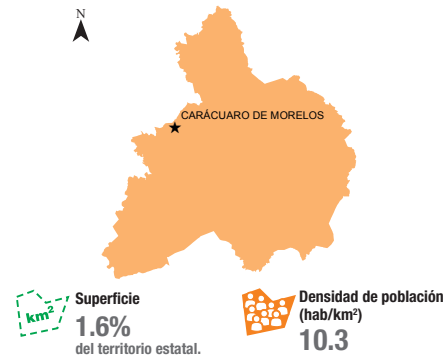 N
CARÁCUARO DE MORELOS
km²
Superficie
1.6%
del territorio estatal.
Densidad de población
(hab/km²)
10.3